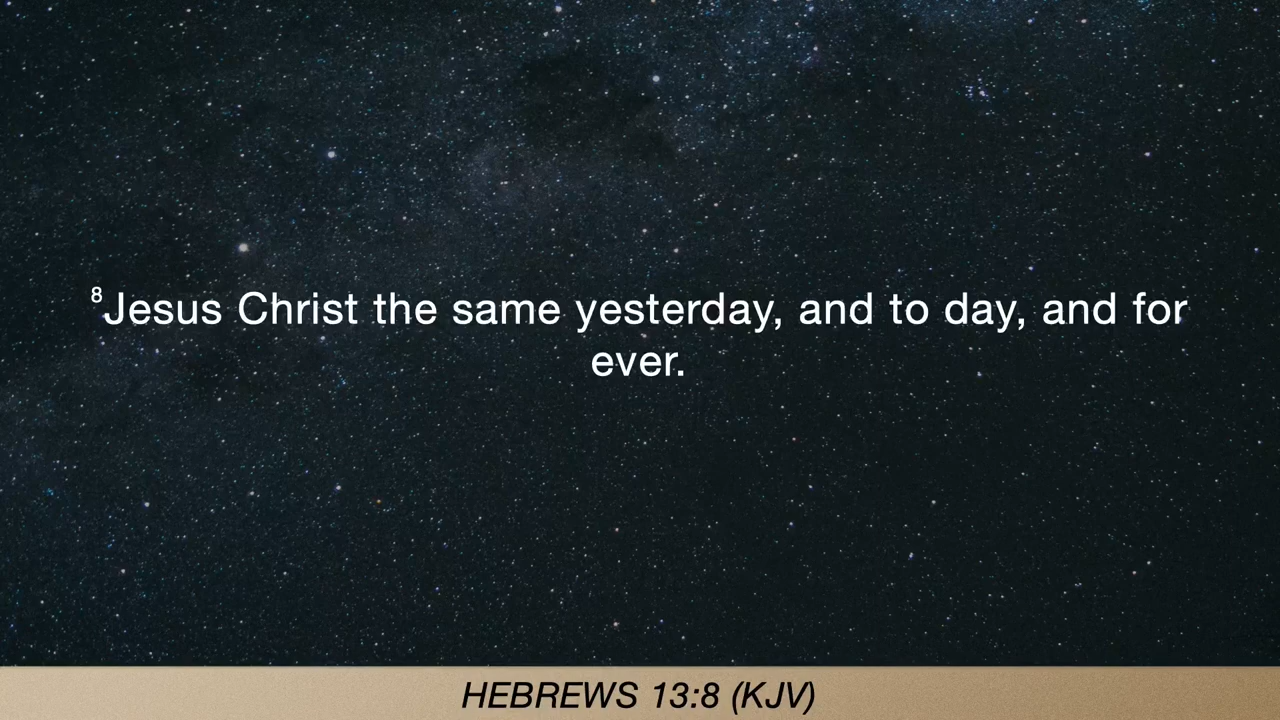 8Jesus Christ the same yesterday, and to day, and for
ever.
HEBREWS 13:8 (KJV)